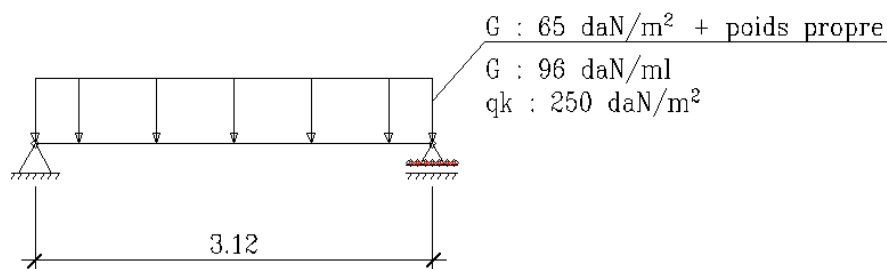 G : 65 daN/m² + poids propre
G : 96 daN/ml
qk : 250 daN/m²
3.12